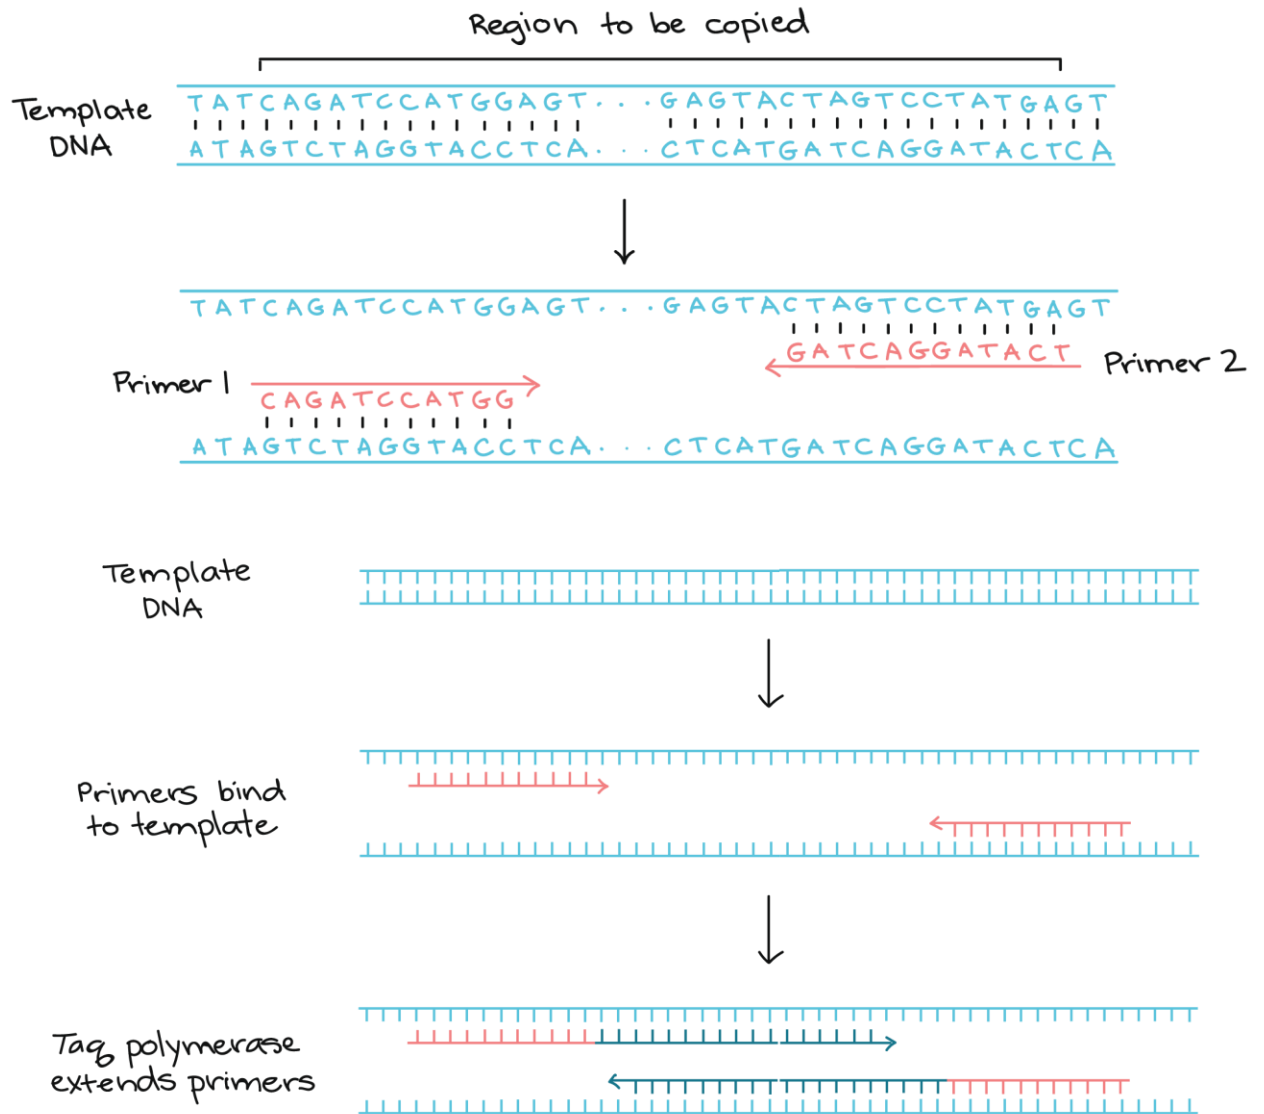 Region to be copied
Template
DNA
TATCAGATCCATGGAGT...GAGTACTAGTCCTATGAGT
ATAGTCTAGGTACCTCA...CTCATGATCAGGATACTCA
TATCAGATCCATGGAGT...GAGTACTAGTCCTATGAGT
GATCAGGATACT
Primer 2
Primer 1
CAGATCCATGG
ATAGTCTAGGTACCTCA...CTCATGATCAGGATACTCA
Template
DNA
Primers bind
to template
Taq polymerase
extends primers